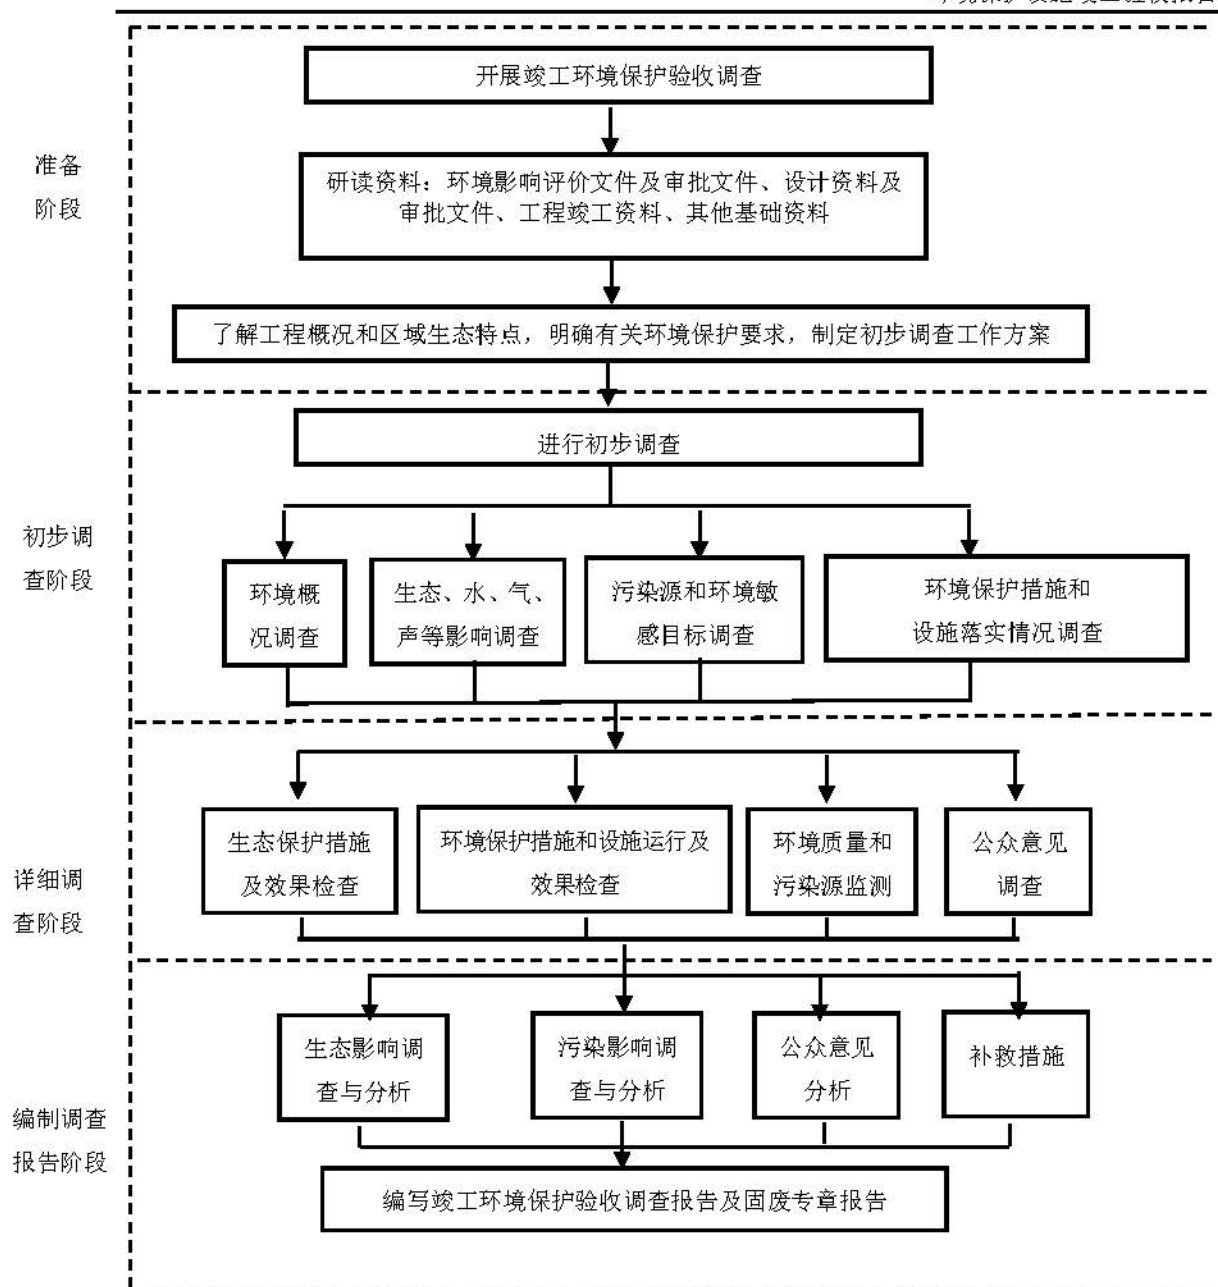 开展竣工环境保护验收调查
准备
阶段
研读资料：环境影响评价文件及审批文件、设计资料及
审批文件、工程竣工资料、其他基础资料
了解工程概况和区域生态特点，明确有关环境保护要求，制定初步调查工作方案
进行初步调查
初步调
查阶段
环境概
况调查
生态、水、气、
声等影响调查
污染源和环境敏
感目标调查
环境保护措施和
设施落实情况调查
详细调
查阶段
生态保护措施
及效果检查
环境保护措施和设施运行及
效果检查
环境质量和
污染源监测
公众意见
调查
编制调查
报告阶段
生态影响调
查与分析
污染影响调
查与分析
公众意见
分析
补救措施
编写竣工环境保护验收调查报告及固废专章报告